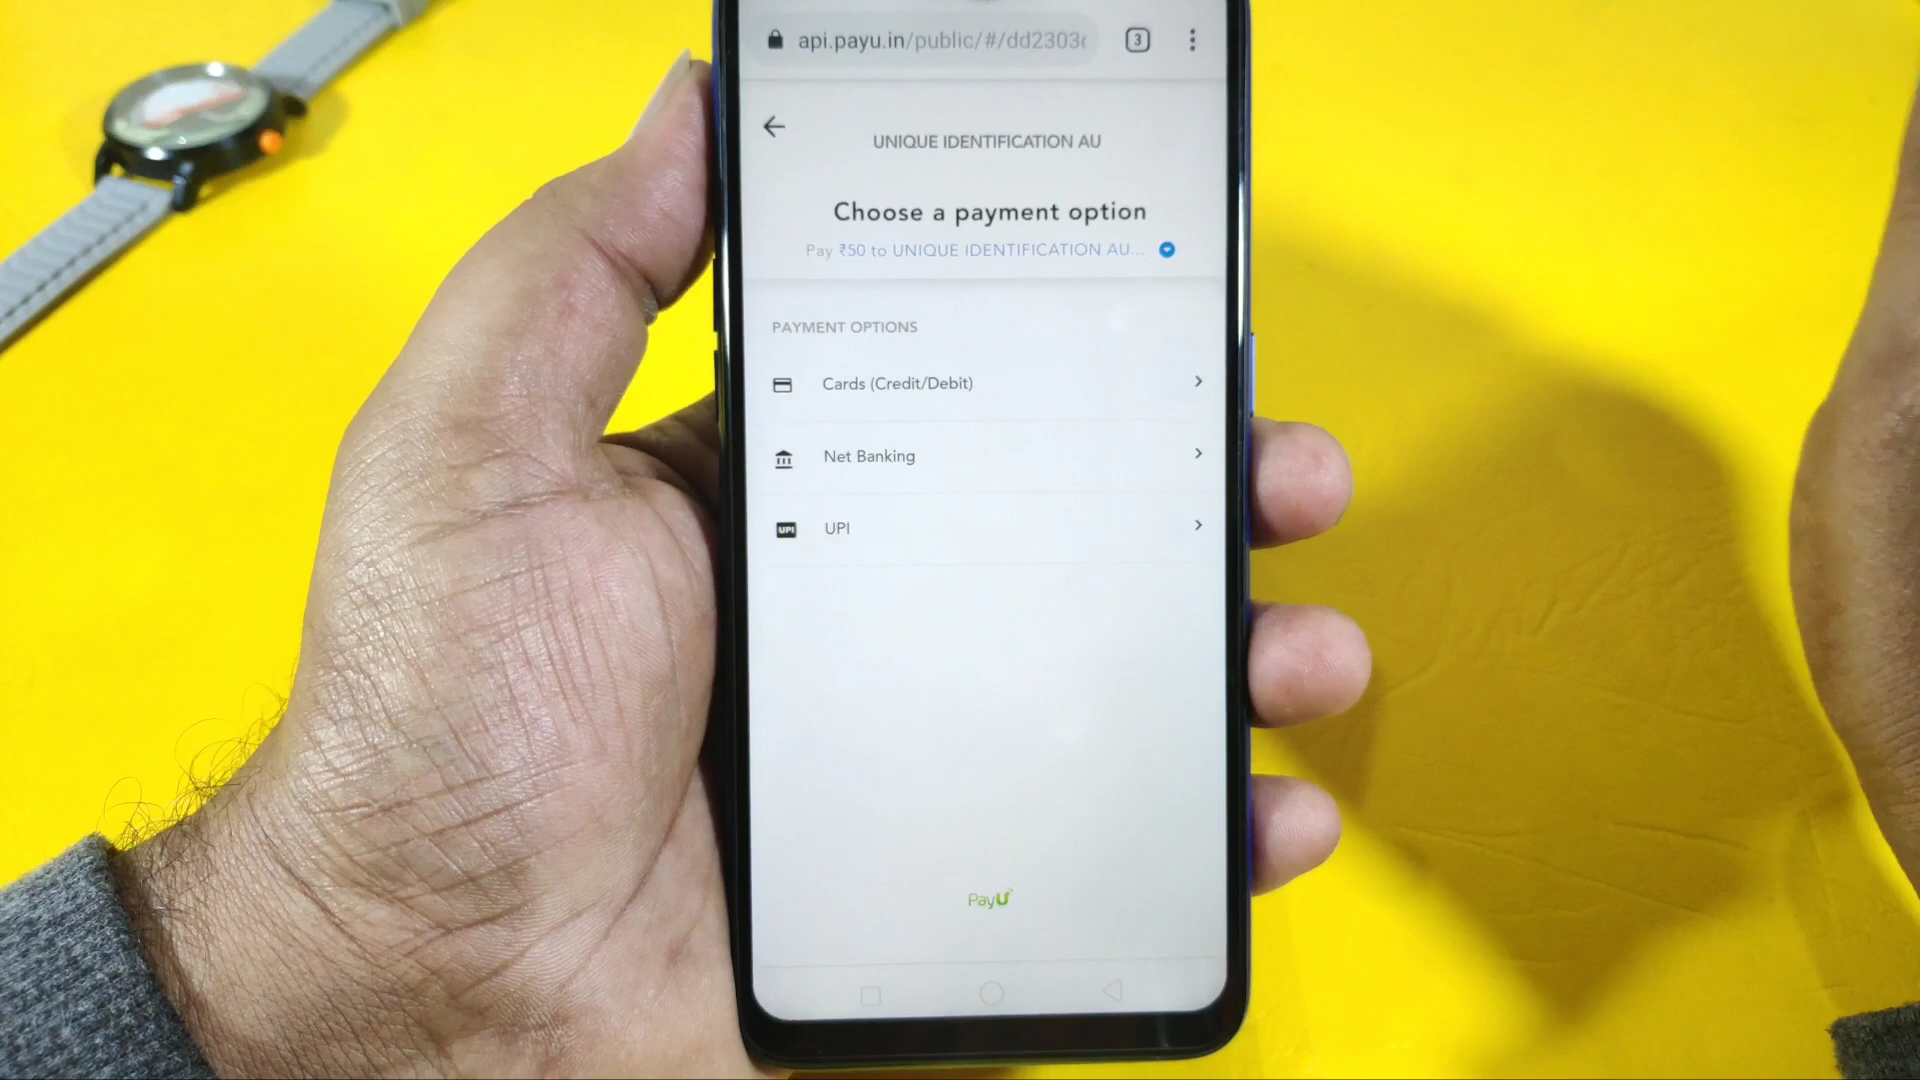 api.payu.in/public/#/dd2303
3
UNIQUE IDENTIFICATION AU
Choose a payment option
Pay ₹50 to UNIQUE IDENTIFICATION AU...
PAYMENT OPTIONS
Cards (Credit/Debit)
Net Banking
UPI UPI
PayU